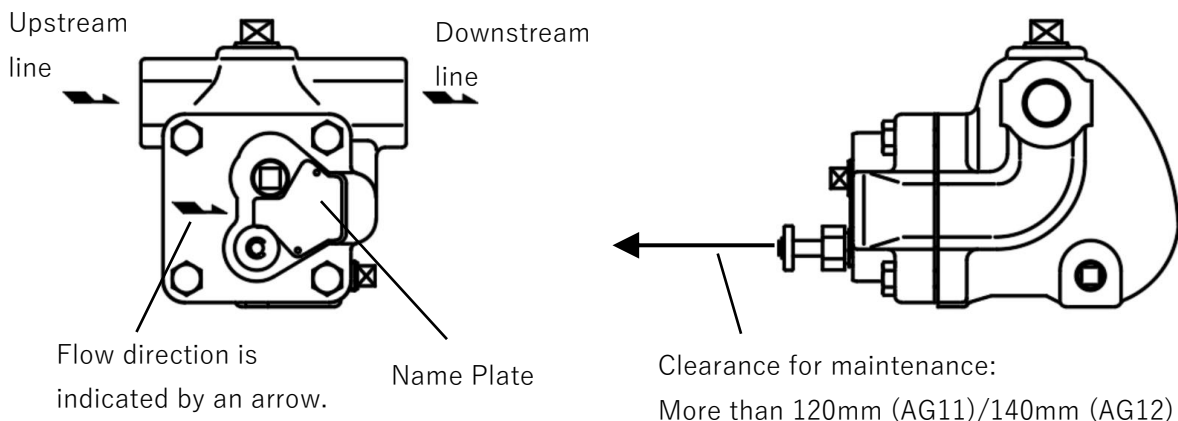 Upstream
line
Downstream
line
Flow direction is
indicated by an arrow.
Name Plate
Clearance for maintenance:
More than 120mm (AG11)/140mm (AG12)